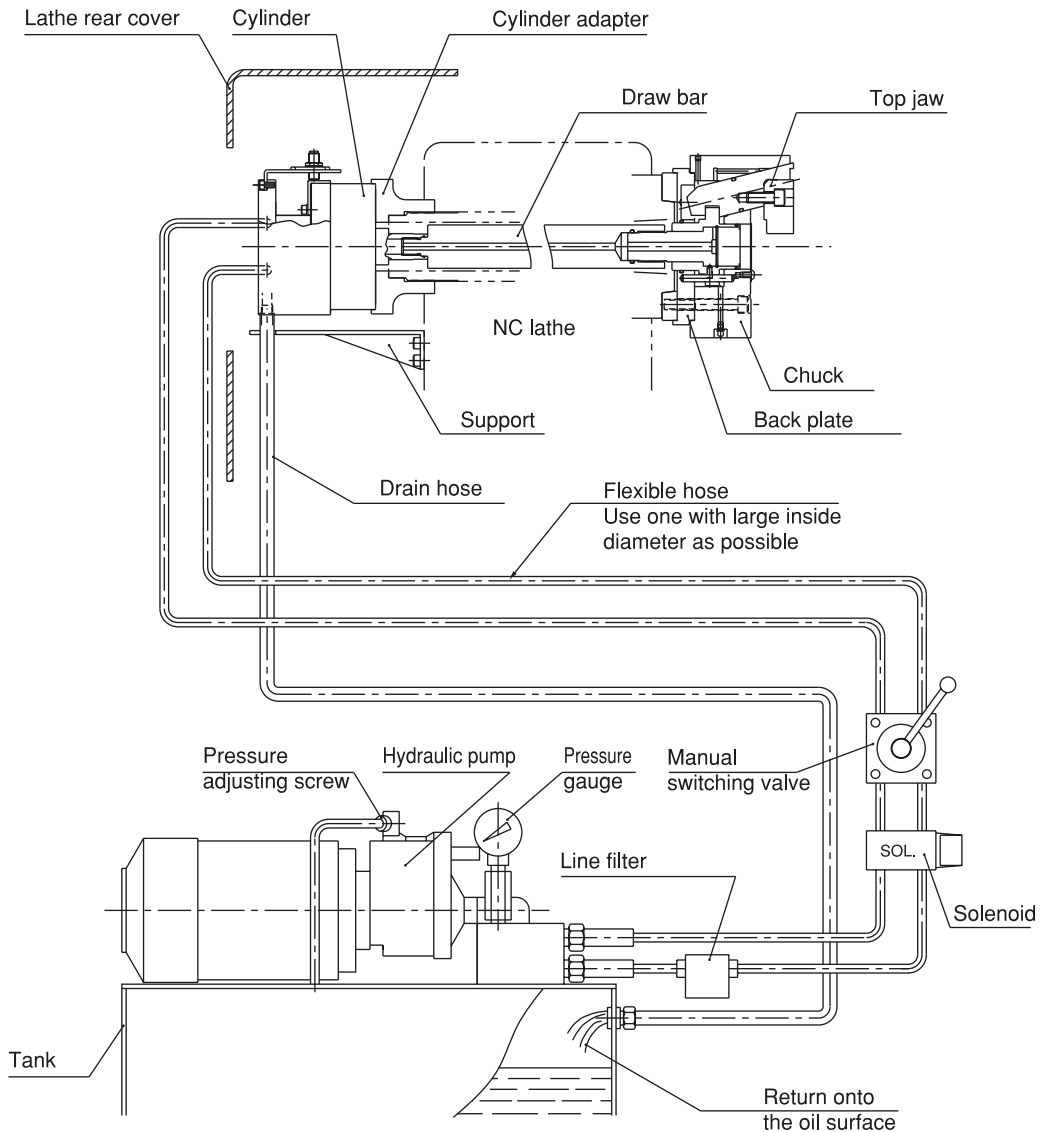 Lathe rear cover
Cylinder
Cylinder adapter
Draw bar
Top jaw
NC lathe
Chuck
Back plate
Support
Drain hose
Flexible hose
Use one with large inside
diameter as possible
Pressure
adjusting screw
Hydraulic pump
Pressure
gauge
Manual
switching valve
Line filter
SOL.
Solenoid
Tank
Return onto
the oil surface